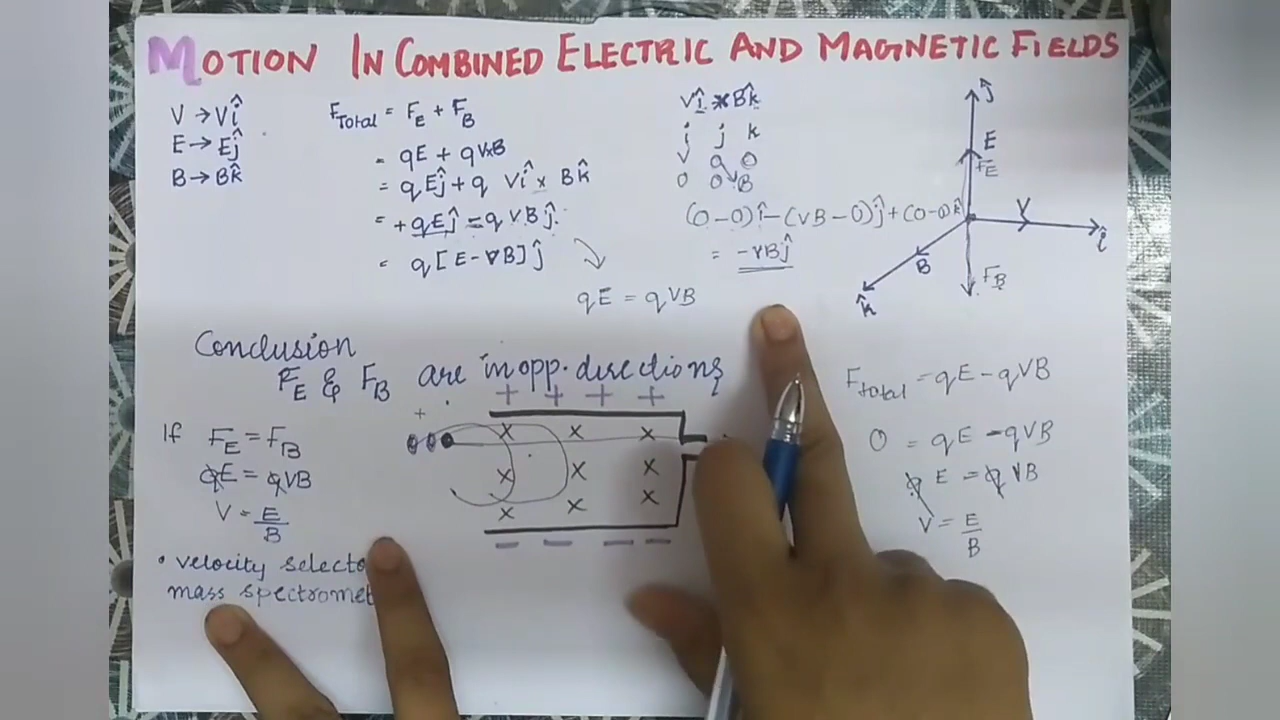 MOTION IN COMBINED ELECTRIC AND MAGNETIC FIELDS
V → Vî
E → Eĵ
B → Bk̂
F_Total = F_E + F_B
= qE + qV×B
= qEĵ + q Vî × Bk̂
= +qEĵ = qVBĵ.
= q[E-VB]ĵ
qE = qVB
Vî × Bk̂
i j k
V 0 0
0 0 B
(0-0)î-(VB-0)ĵ+(0-0)k̂
= -VBĵ
ĵ
E
F_E
V
î
B
k̂
F_B
Conclusion
F_E & F_B are in opp. directions
If F_E = F_B
qE = qVB
V = E/B
• velocity selecto
mass spectromet
+
+ + + +
× × ×
× × ×
× × ×
- - - -
F_total = qE - qVB
0 = qE - qVB
qE = qVB
V = E/B